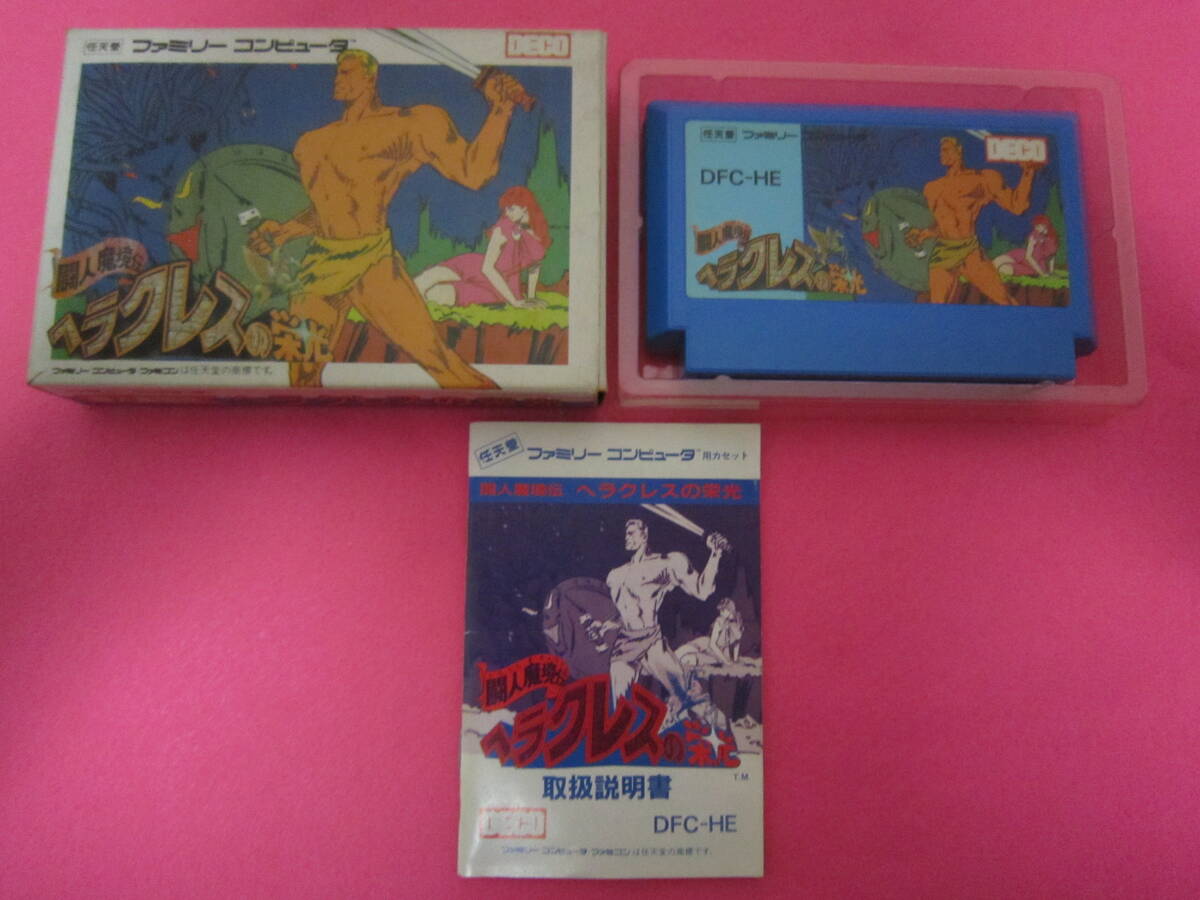 任天堂 ファミリー コンピュータ™ DECO
闘人魔境伝
ヘラクレスの栄光
ファミリー コンピュータ ファミコンは任天堂の商標です。
任天堂 ファミリー コンピュータ™
DECO
DFC-HE
闘人魔境伝
ヘラクレスの栄光
任天堂 ファミリー コンピュータ™ 用カセット
闘人魔境伝 ヘラクレスの栄光
闘人魔境伝
ヘラクレスの栄光
T.M.
取扱説明書
DECO DFC-HE
ファミリー コンピュータ ファミコンは任天堂の商標です。